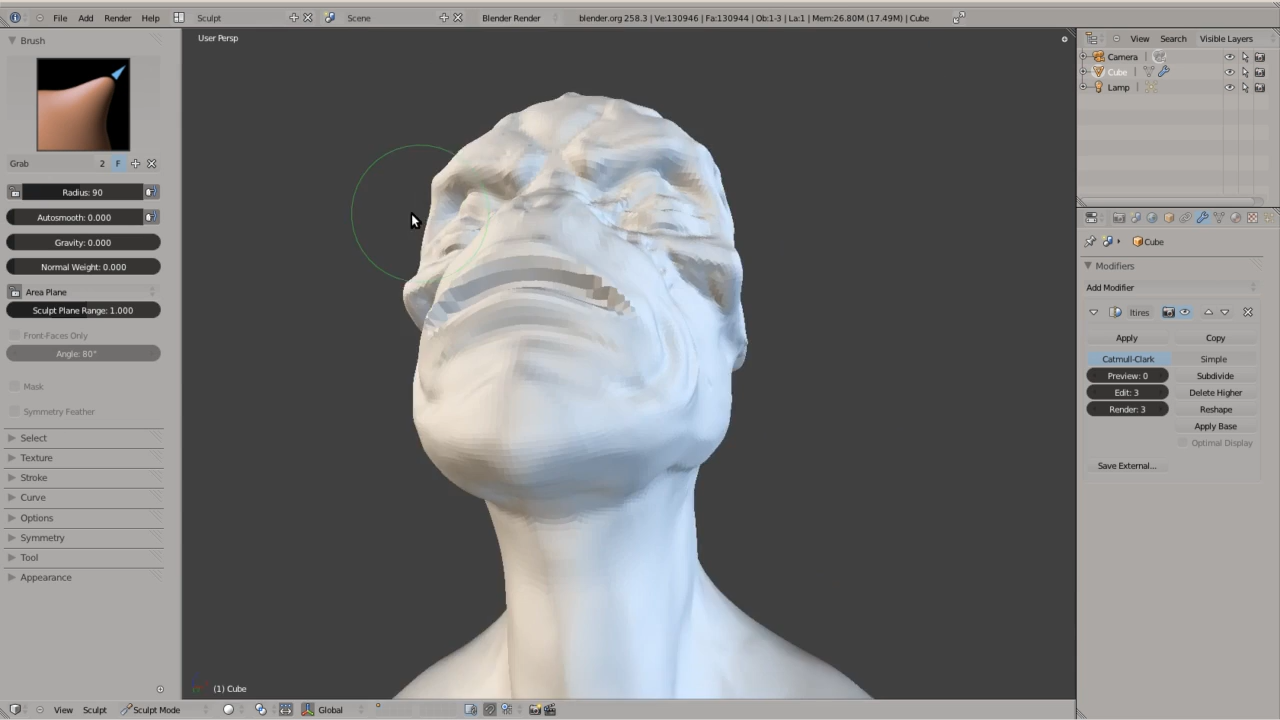 File Add Render Help Sculpt Scene Blender Render blender.org 258.3 | Ve:130946 | Fa:130944 | Ob:1-3 | La:1 | Mem:26.80M (17.49M) | Cube
Brush
User Persp
View Search Visible Layers
Camera
Cube
Lamp
Grab 2 F
Radius: 90
Autosmooth: 0.000
Gravity: 0.000
Normal Weight: 0.000
Area Plane
Sculpt Plane Range: 1.000
Front-Faces Only
Angle: 80°
Mask
Symmetry Feather
Select
Texture
Stroke
Curve
Options
Symmetry
Tool
Appearance
Cube
Modifiers
Add Modifier
ltires
Apply Copy
Catmull-Clark Simple
Preview: 0 Subdivide
Edit: 3 Delete Higher
Render: 3 Reshape
Apply Base
Optimal Display
Save External...
(1) Cube
View Sculpt Sculpt Mode Global